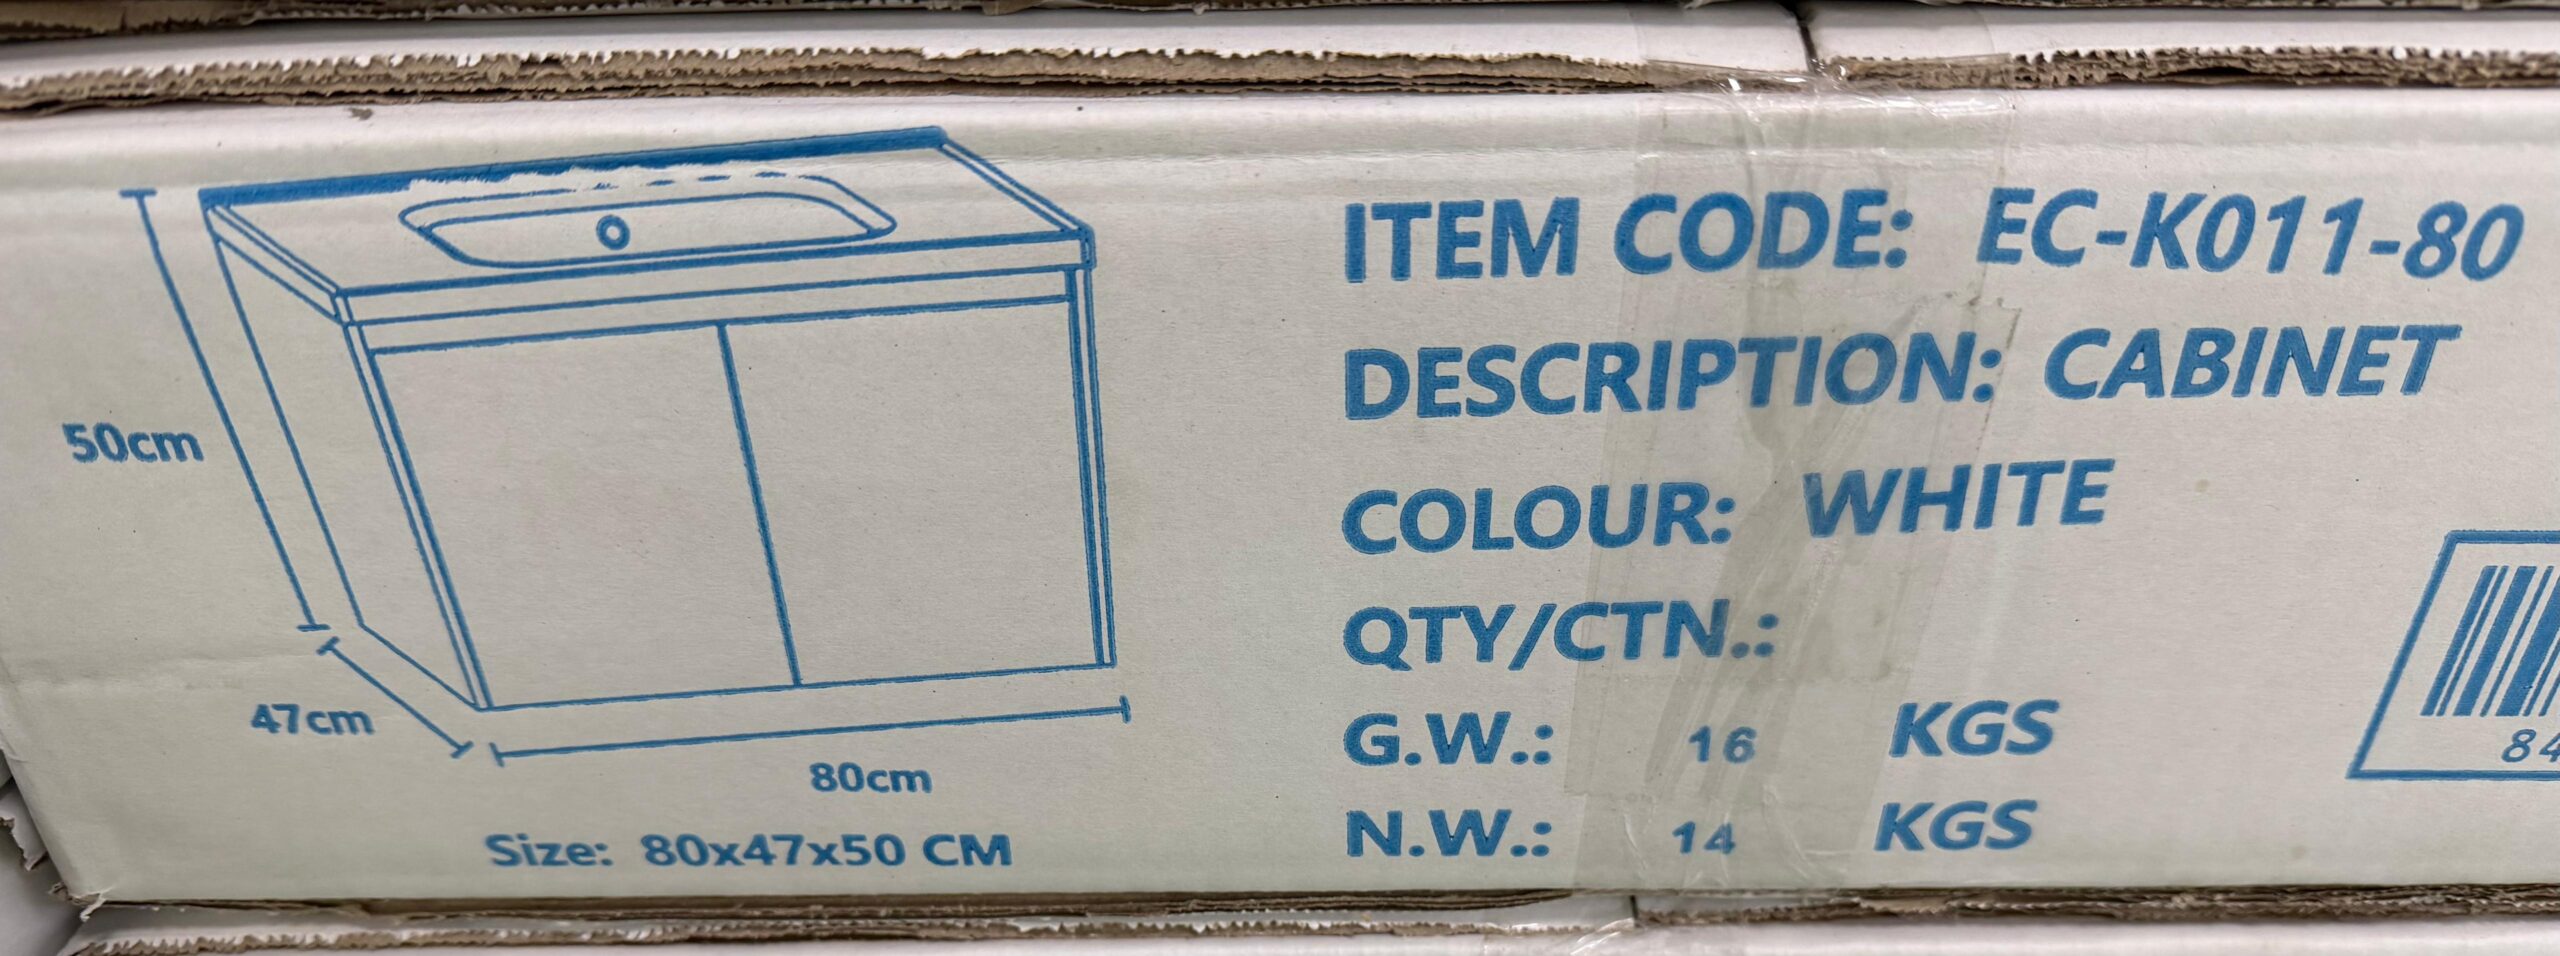 50cm
47cm
80cm
Size: 80x47x50 CM
ITEM CODE: EC-K011-80
DESCRIPTION: CABINET
COLOUR: WHITE
QTY/CTN.:
G.W.: 16 KGS
N.W.: 14 KGS
84